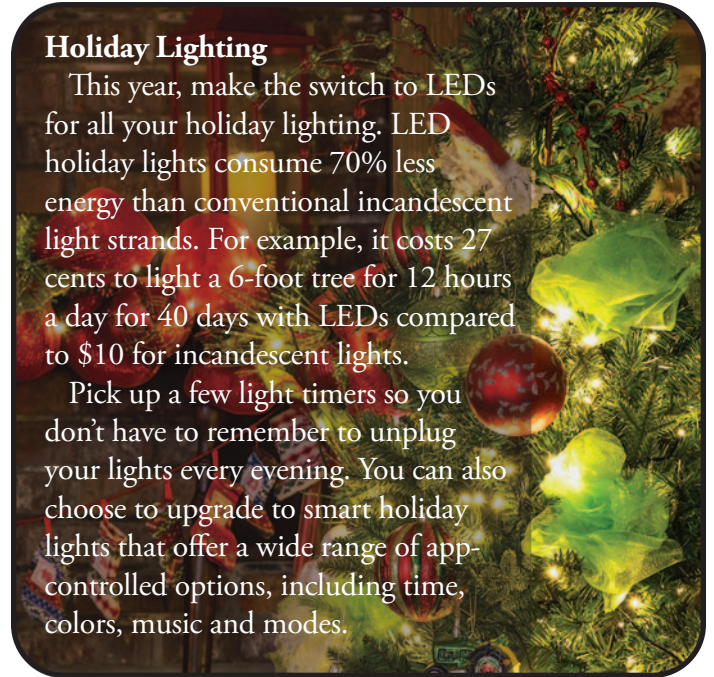 Holiday Lighting
This year, make the switch to LEDs
for all your holiday lighting. LED
holiday lights consume 70% less
energy than conventional incandescent
light strands. For example, it costs 27
cents to light a 6-foot tree for 12 hours
a day for 40 days with LEDs compared
to $10 for incandescent lights.
Pick up a few light timers so you
don’t have to remember to unplug
your lights every evening. You can also
choose to upgrade to smart holiday
lights that offer a wide range of app-
controlled options, including time,
colors, music and modes.